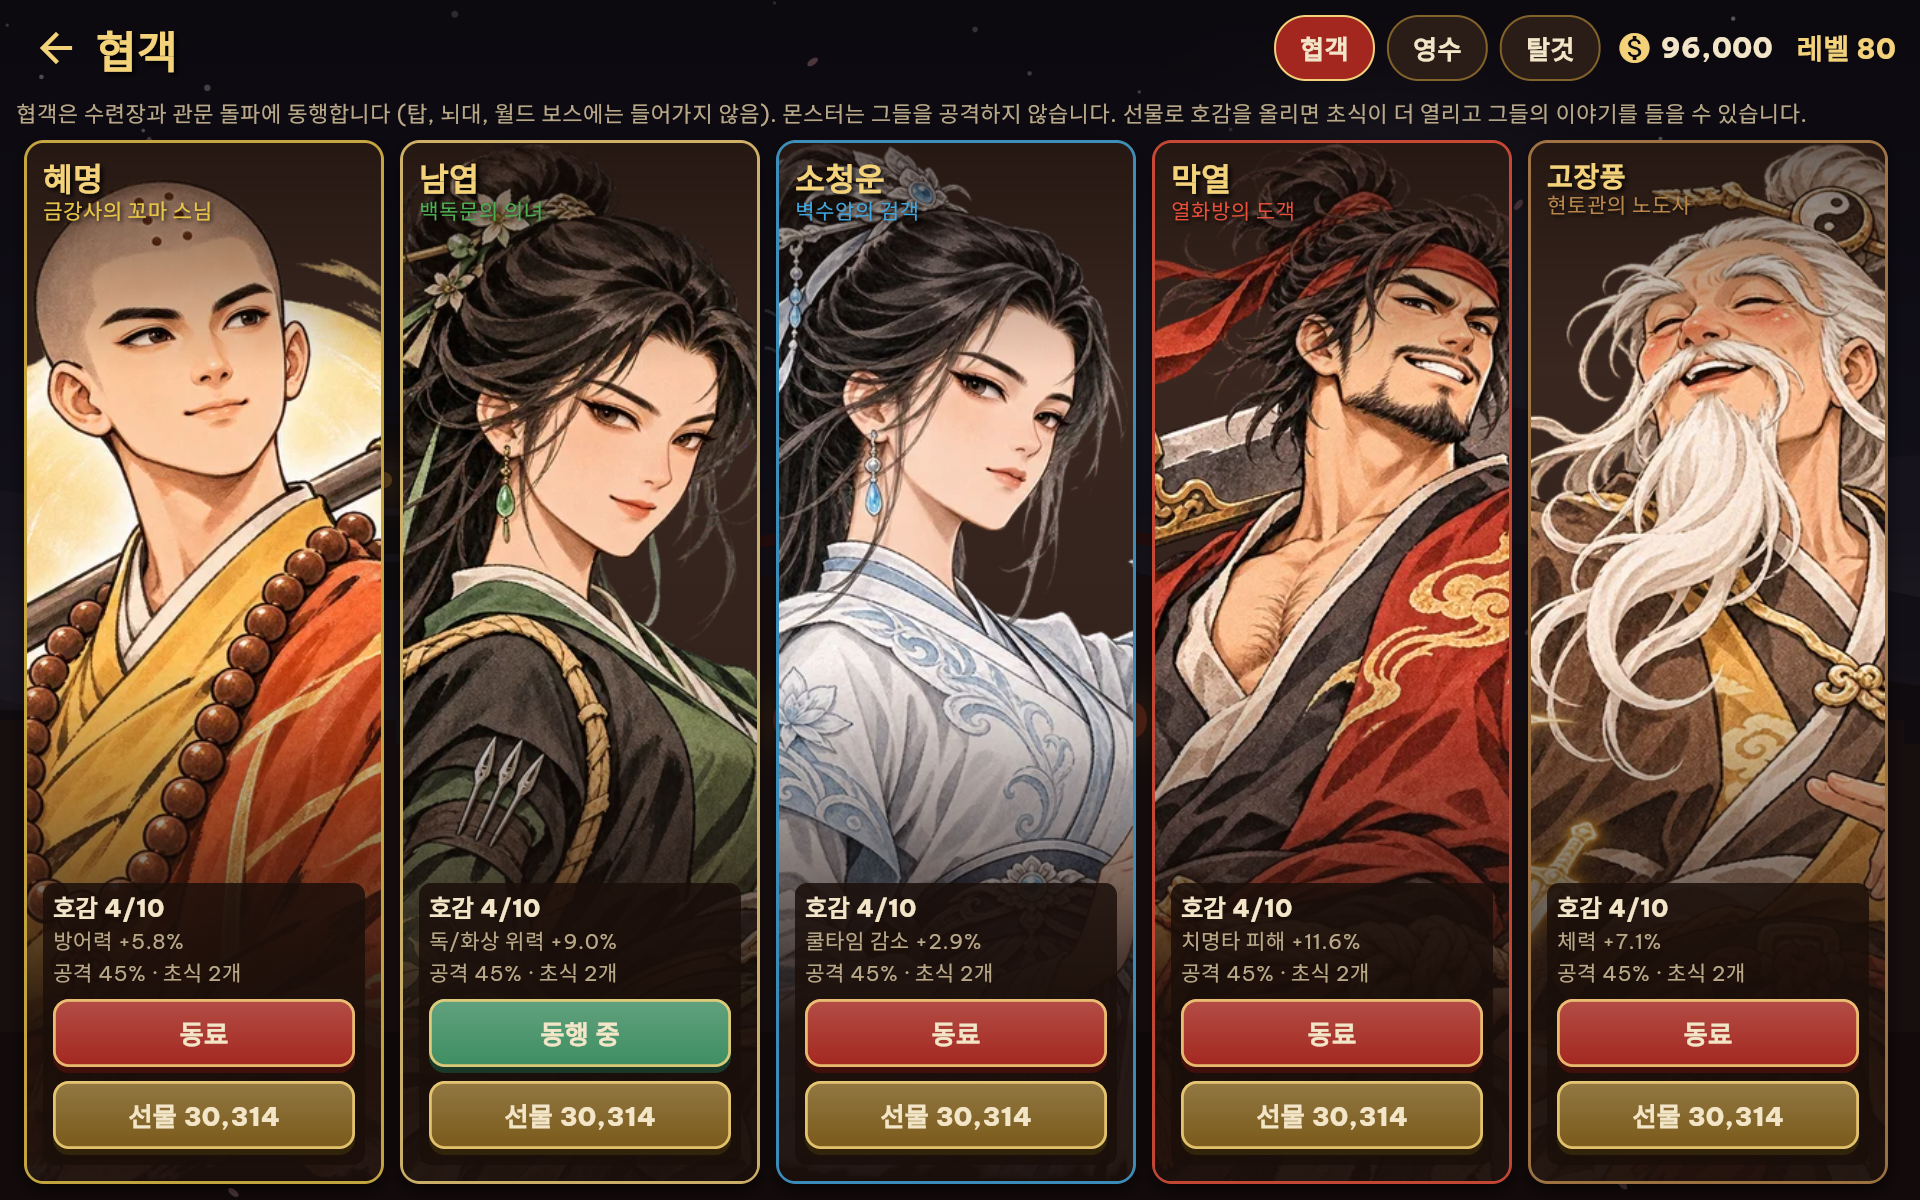 협객
협객
영수
탈것
96,000
레벨 80
협객은 수련장과 관문 돌파에 동행합니다 (탑, 뇌대, 월드 보스에는 들어가지 않음). 몬스터는 그들을 공격하지 않습니다. 선물로 호감을 올리면 초식이 더 열리고 그들의 이야기를 들을 수 있습니다.
혜명
금강사의 꼬마 스님
호감 4/10
방어력 +5.8%
공격 45% · 초식 2개
동료
선물 30,314
남엽
백독문의 의녀
호감 4/10
독/화상 위력 +9.0%
공격 45% · 초식 2개
동행 중
선물 30,314
소청운
벽수암의 검객
호감 4/10
쿨타임 감소 +2.9%
공격 45% · 초식 2개
동료
선물 30,314
막열
열화방의 도객
호감 4/10
치명타 피해 +11.6%
공격 45% · 초식 2개
동료
선물 30,314
고장풍
현토관의 노도사
호감 4/10
체력 +7.1%
공격 45% · 초식 2개
동료
선물 30,314